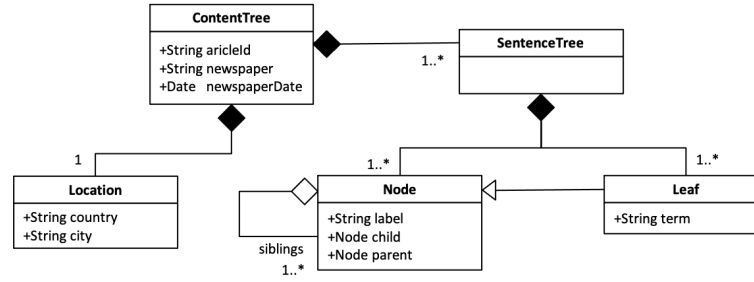 ContentTree
+String aricleId
+String newspaper
+Date newspaperDate
1..*
SentenceTree
1
Location
+String country
+String city
1..*
Node
+String label
+Node child
+Node parent
siblings
1..*
1..*
Leaf
+String term